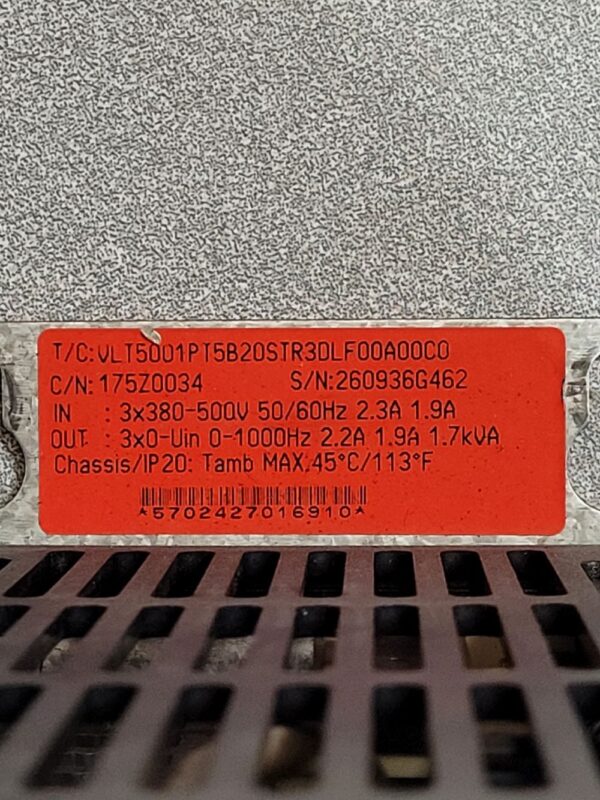 T/C:VLT5001PT5B20STR3DLF00A00C0
C/N:175Z0034 S/N:260936G462
IN : 3x380-500V 50/60Hz 2.3A 1.9A
OUT : 3x0-Uin 0-1000Hz 2.2A 1.9A 1.7kVA
Chassis/IP20: Tamb MAX.45°C/113°F
*5702427016910*